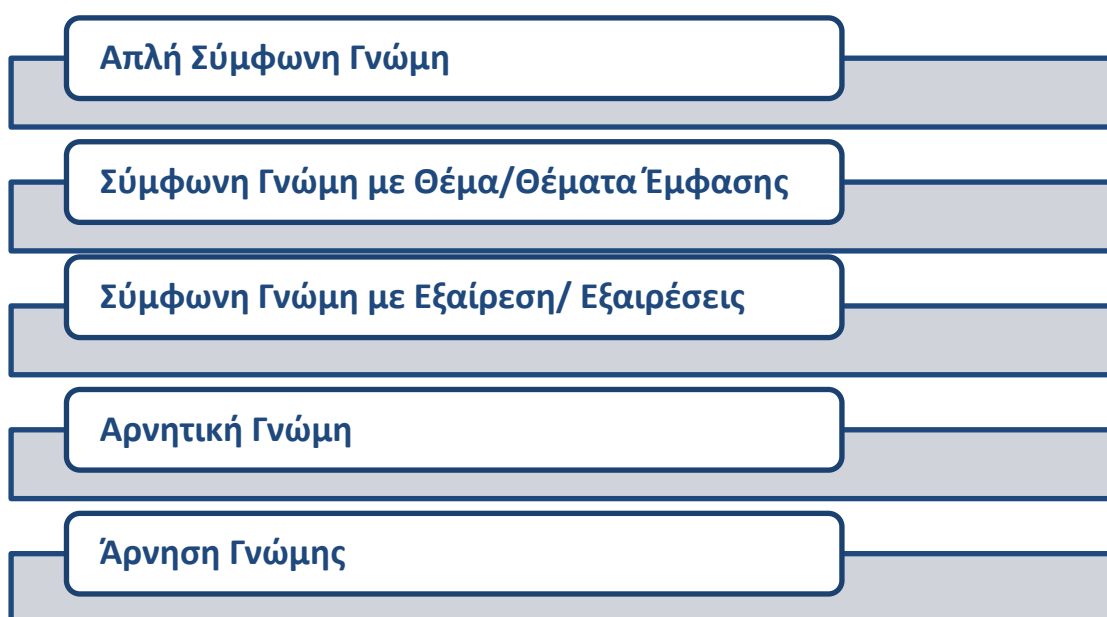 Απλή Σύμφωνη Γνώμη
Σύμφωνη Γνώμη με Θέμα/Θέματα Έμφασης
Σύμφωνη Γνώμη με Εξαίρεση/ Εξαιρέσεις
Αρνητική Γνώμη
Άρνηση Γνώμης